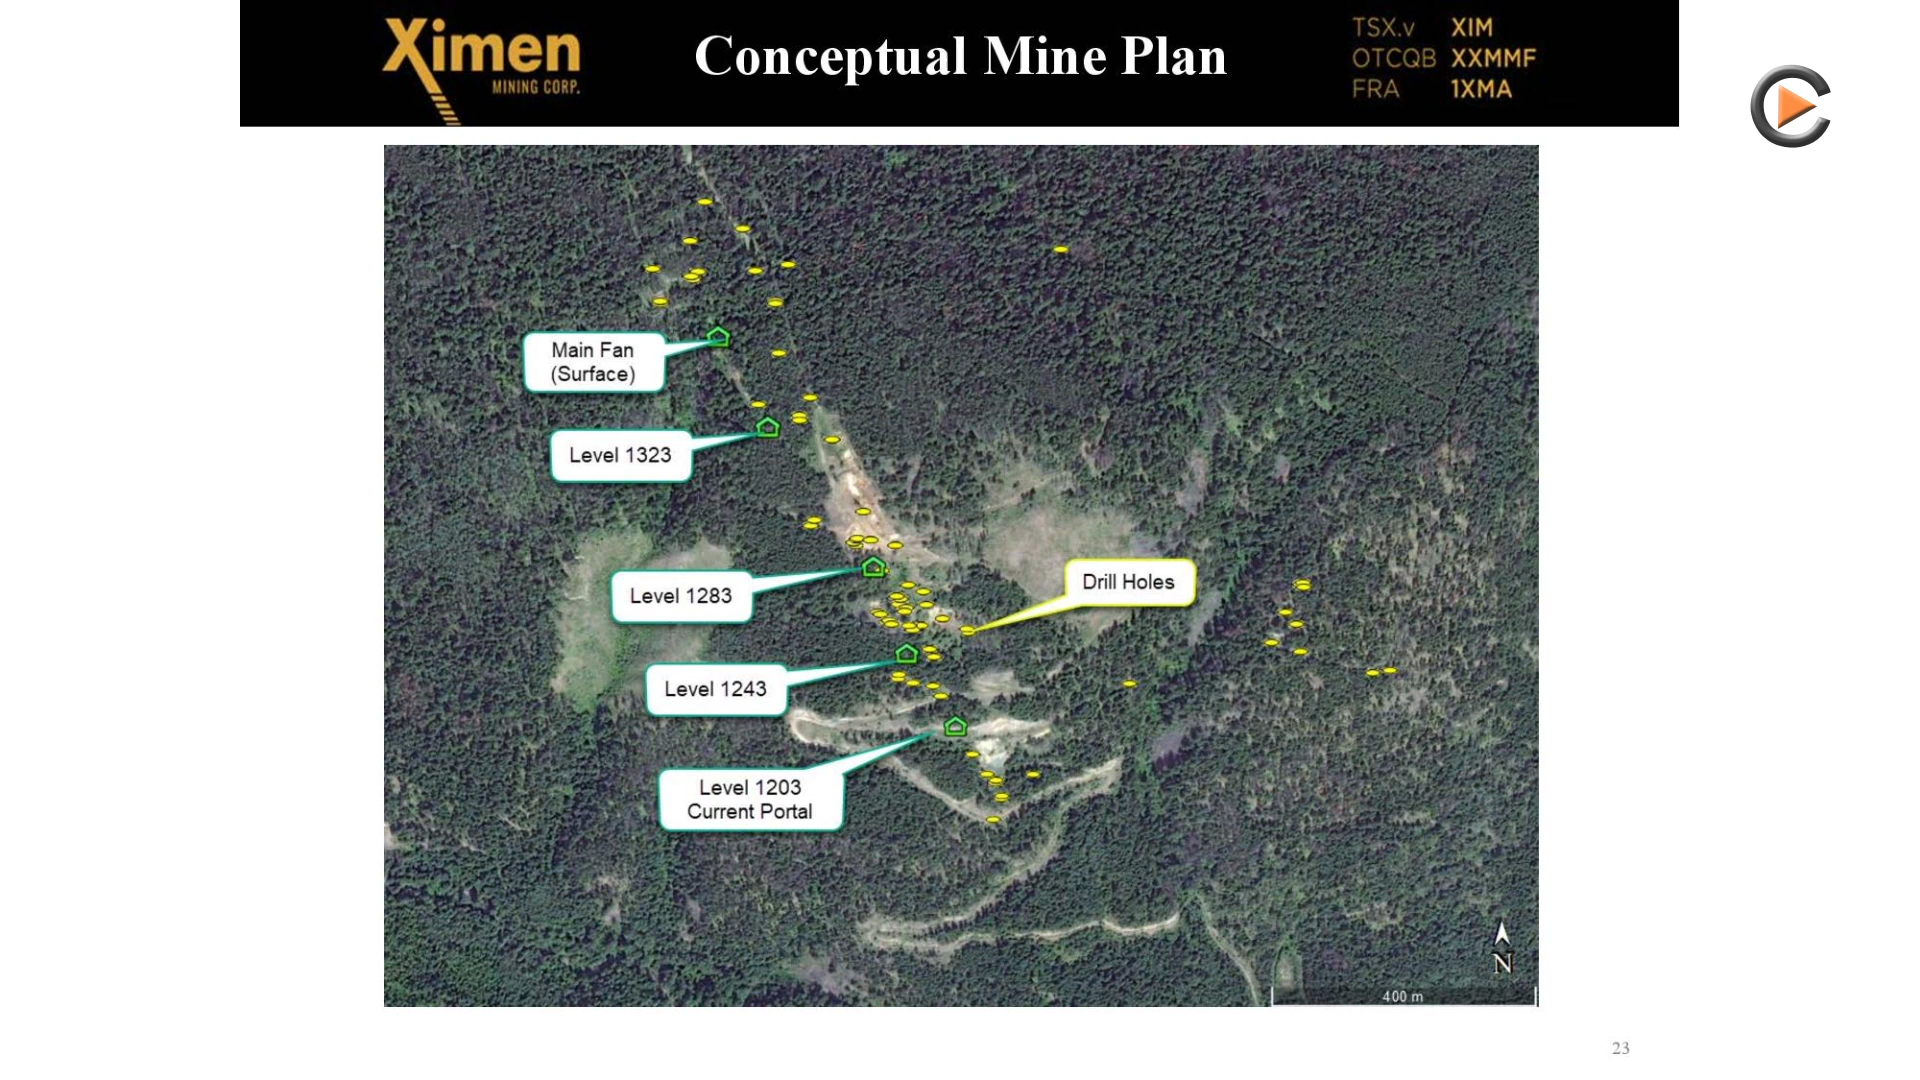 Ximen
MINING CORP.
Conceptual Mine Plan
TSX.v XIM
OTCQB XXMMF
FRA 1XMA
Main Fan
(Surface)
Level 1323
Level 1283
Drill Holes
Level 1243
Level 1203
Current Portal
N
400 m
23